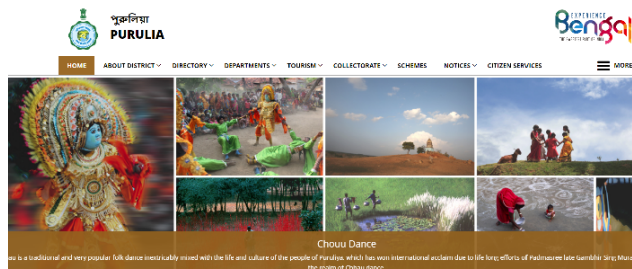 পুরুলিয়া
PURULIA
EXPERIENCE
Bengal
HOME ABOUT DISTRICT DIRECTORY DEPARTMENTS TOURISM COLLECTORATE SCHEMES NOTICES CITIZEN SERVICES MORE
Chouu Dance
is a traditional and very popular folk dance inextricably mixed with the life and culture of the people of Puruliya, which has won international acclaim due to life long efforts of Padmasree late Gambhir Sing
the realm of Chhau dance